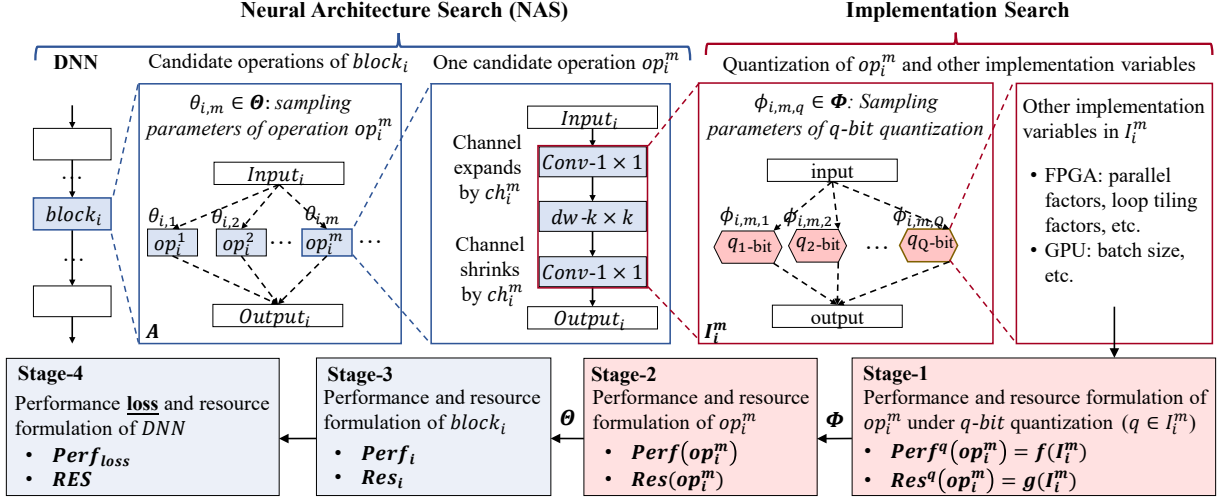 Neural Architecture Search (NAS)
Implementation Search
DNN
Candidate operations of block_i
One candidate operation op_i^m
Quantization of op_i^m and other implementation variables
...
block_i
...
θ_{i,m} ∈ Θ: sampling
parameters of operation op_i^m
Input_i
θ_{i,1}
θ_{i,2}
θ_{i,m}
op_i^1
op_i^2
...
op_i^m
...
Output_i
A
Input_i
Channel
expands
by ch_i^m
Conv-1 × 1
dw-k × k
Channel
shrinks
by ch_i^m
Conv-1 × 1
Output_i
ϕ_{i,m,q} ∈ Φ: Sampling
parameters of q-bit quantization
input
ϕ_{i,m,1}
ϕ_{i,m,2}
ϕ_{i,m,Q}
q_1-bit
q_2-bit
...
q_Q-bit
output
I_i^m
Other implementation
variables in I_i^m
• FPGA: parallel
factors, loop tiling
factors, etc.
• GPU: batch size,
etc.
Stage-4
Performance loss and resource
formulation of DNN
• Perf_loss
• RES
Stage-3
Performance and resource
formulation of block_i
• Perf_i
• Res_i
Θ
Stage-2
Performance and resource
formulation of op_i^m
• Perf(op_i^m)
• Res(op_i^m)
Φ
Stage-1
Performance and resource formulation of
op_i^m under q-bit quantization (q ∈ I_i^m)
• Perf^q(op_i^m) = f(I_i^m)
• Res^q(op_i^m) = g(I_i^m)